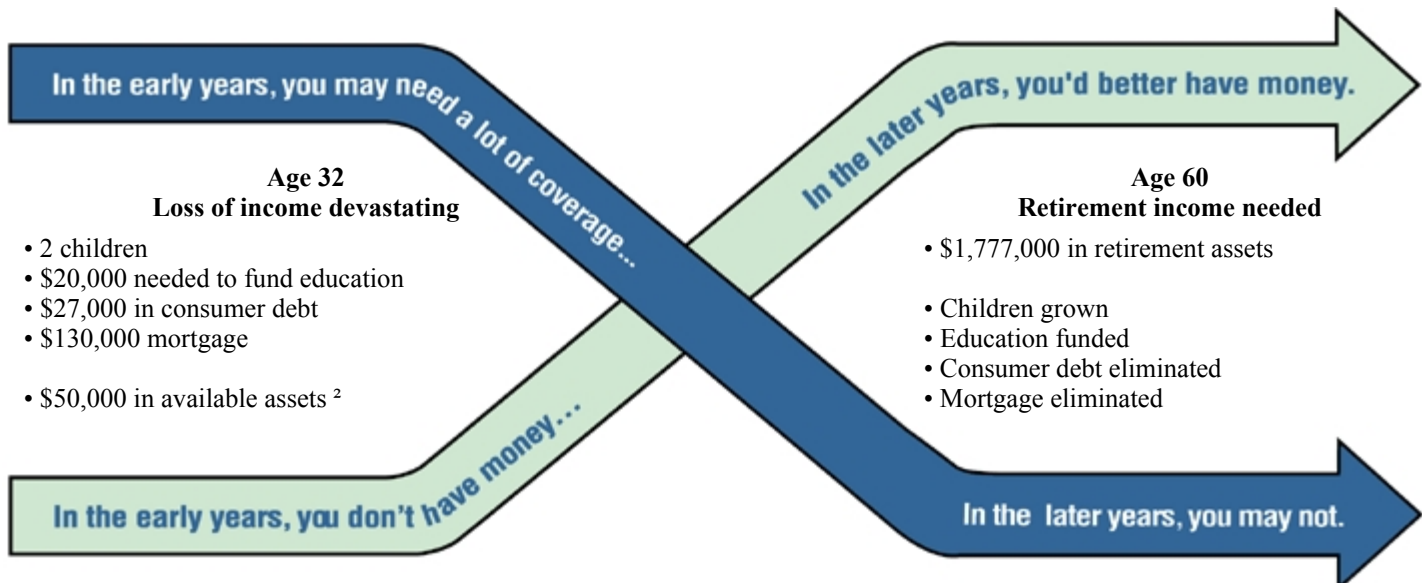 In the early years, you may need a lot of coverage...
In the later years, you'd better have money.
Age 32
Loss of income devastating
• 2 children
• $20,000 needed to fund education
• $27,000 in consumer debt
• $130,000 mortgage
• $50,000 in available assets ²
Age 60
Retirement income needed
• $1,777,000 in retirement assets
• Children grown
• Education funded
• Consumer debt eliminated
• Mortgage eliminated
In the early years, you don't have money...
In the later years, you may not.